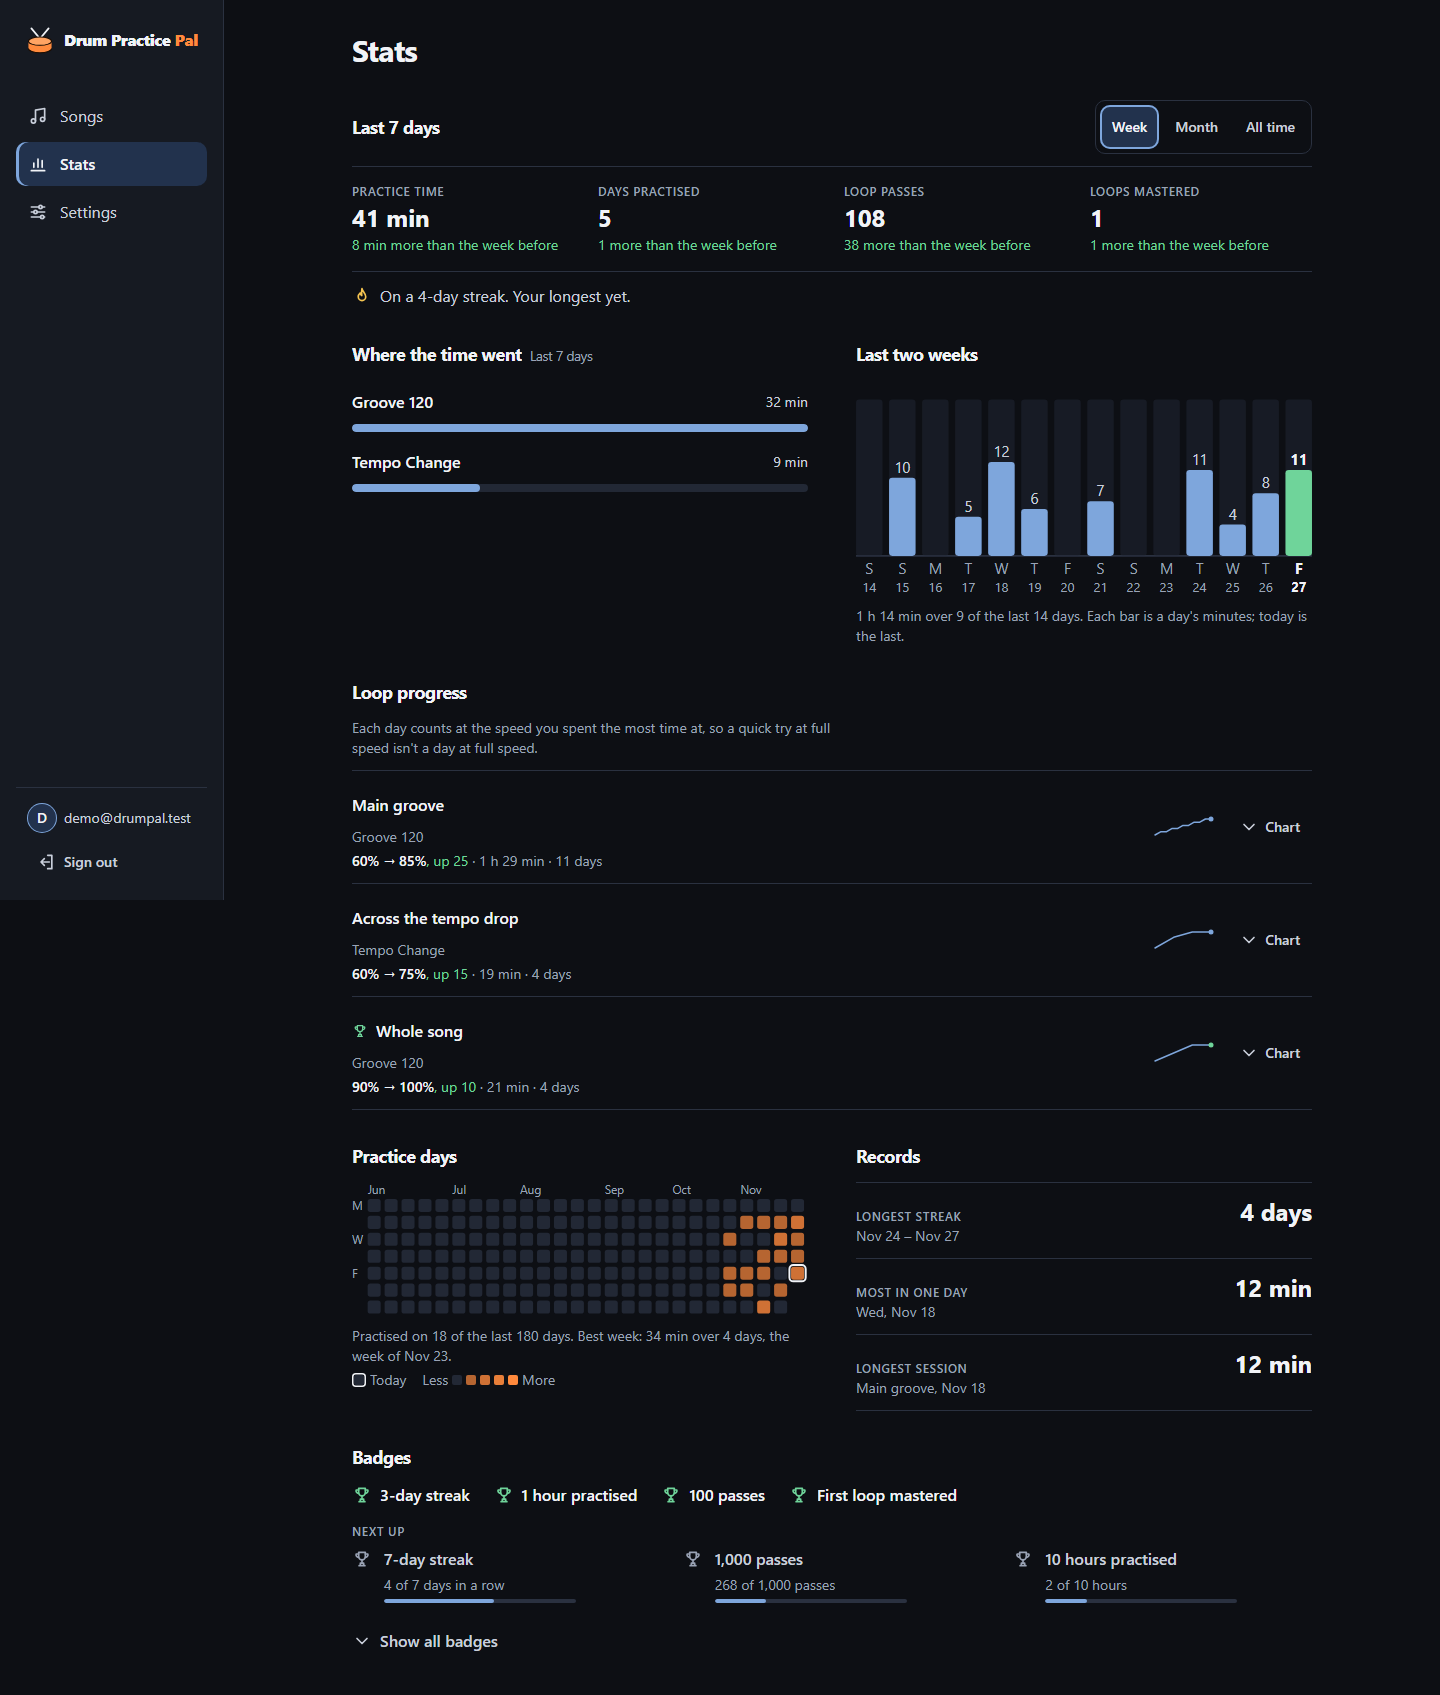 Drum Practice Pal
Songs
Stats
Settings
demo@drumpal.test
D
Sign out
Stats
Last 7 days
Week Month All time
PRACTICE TIME
41 min
8 min more than the week before
DAYS PRACTISED
5
1 more than the week before
LOOP PASSES
108
38 more than the week before
LOOPS MASTERED
1
1 more than the week before
On a 4-day streak. Your longest yet.
Where the time went Last 7 days
Groove 120 32 min
Tempo Change 9 min
Last two weeks
10 5 12 6 7 11 4 8 11
S S M T W T F S S M T W T F
14 15 16 17 18 19 20 21 22 23 24 25 26 27
1 h 14 min over 9 of the last 14 days. Each bar is a day's minutes; today is
the last.
Loop progress
Each day counts at the speed you spent the most time at, so a quick try at full
speed isn't a day at full speed.
Main groove
Groove 120
60% → 85%, up 25 · 1 h 29 min · 11 days
Chart
Across the tempo drop
Tempo Change
60% → 75%, up 15 · 19 min · 4 days
Chart
Whole song
Groove 120
90% → 100%, up 10 · 21 min · 4 days
Chart
Practice days
Jun Jul Aug Sep Oct Nov
M
W
F
Practised on 18 of the last 180 days. Best week: 34 min over 4 days, the
week of Nov 23.
Today Less More
Records
LONGEST STREAK
Nov 24 – Nov 27
4 days
MOST IN ONE DAY
Wed, Nov 18
12 min
LONGEST SESSION
Main groove, Nov 18
12 min
Badges
3-day streak 1 hour practised 100 passes First loop mastered
NEXT UP
7-day streak
4 of 7 days in a row
1,000 passes
268 of 1,000 passes
10 hours practised
2 of 10 hours
Show all badges